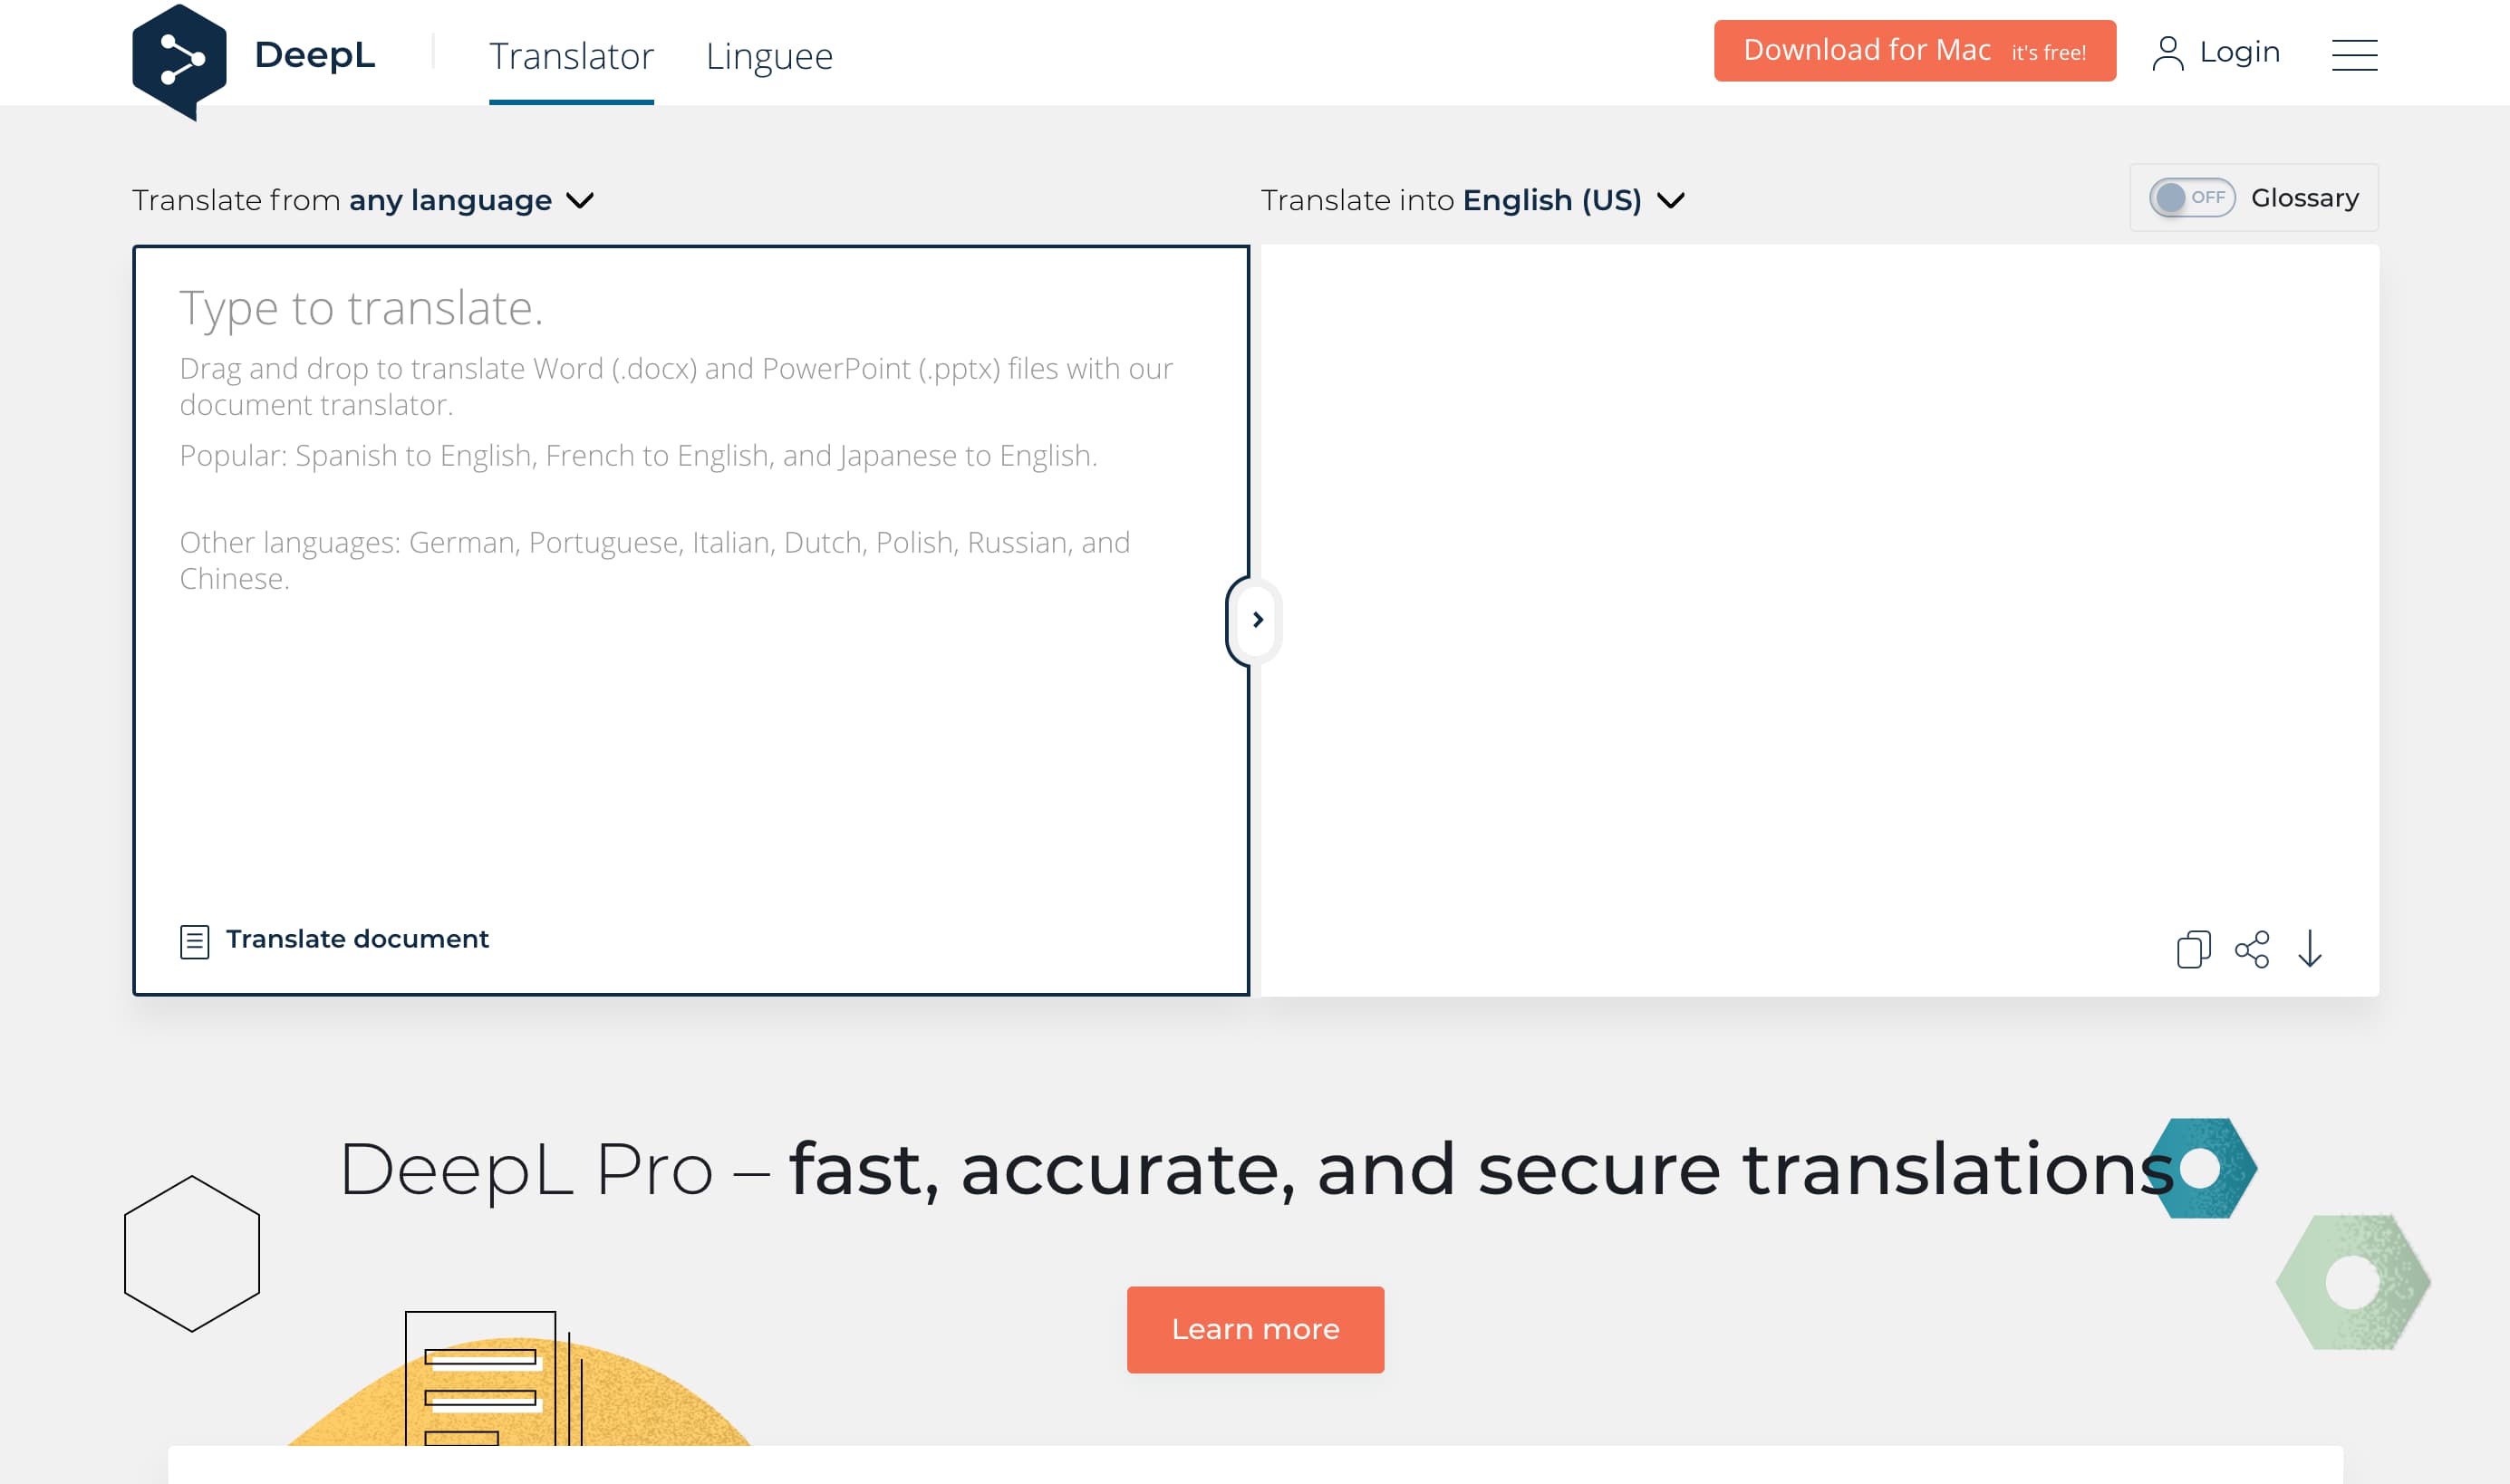 DeepL
Translator
Linguee
Download for Mac it's free!
Login
Translate from any language
Translate into English (US)
OFF
Glossary
Type to translate.
Drag and drop to translate Word (.docx) and PowerPoint (.pptx) files with our
document translator.
Popular: Spanish to English, French to English, and Japanese to English.
Other languages: German, Portuguese, Italian, Dutch, Polish, Russian, and
Chinese.
Translate document
DeepL Pro – fast, accurate, and secure translations
Learn more